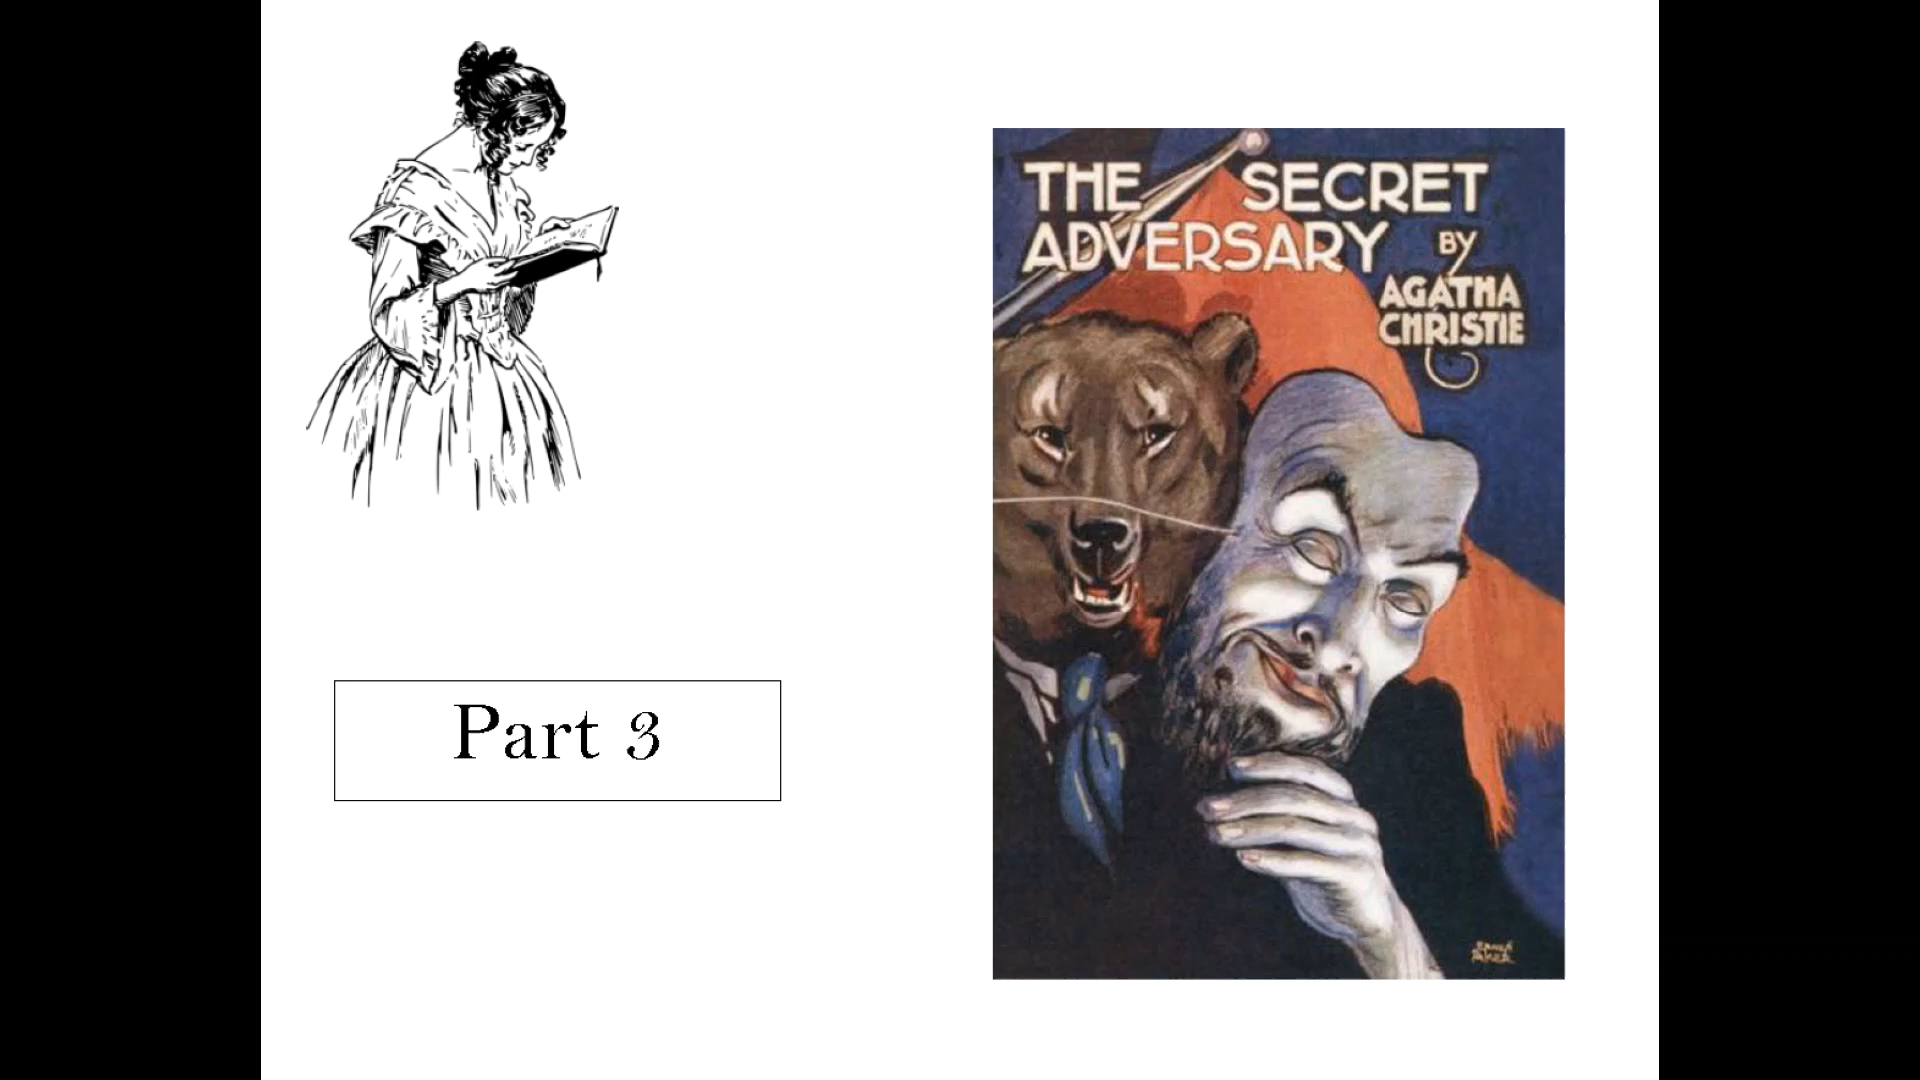 THE SECRET
ADVERSARY BY
AGATHA
CHRISTIE
Part 3